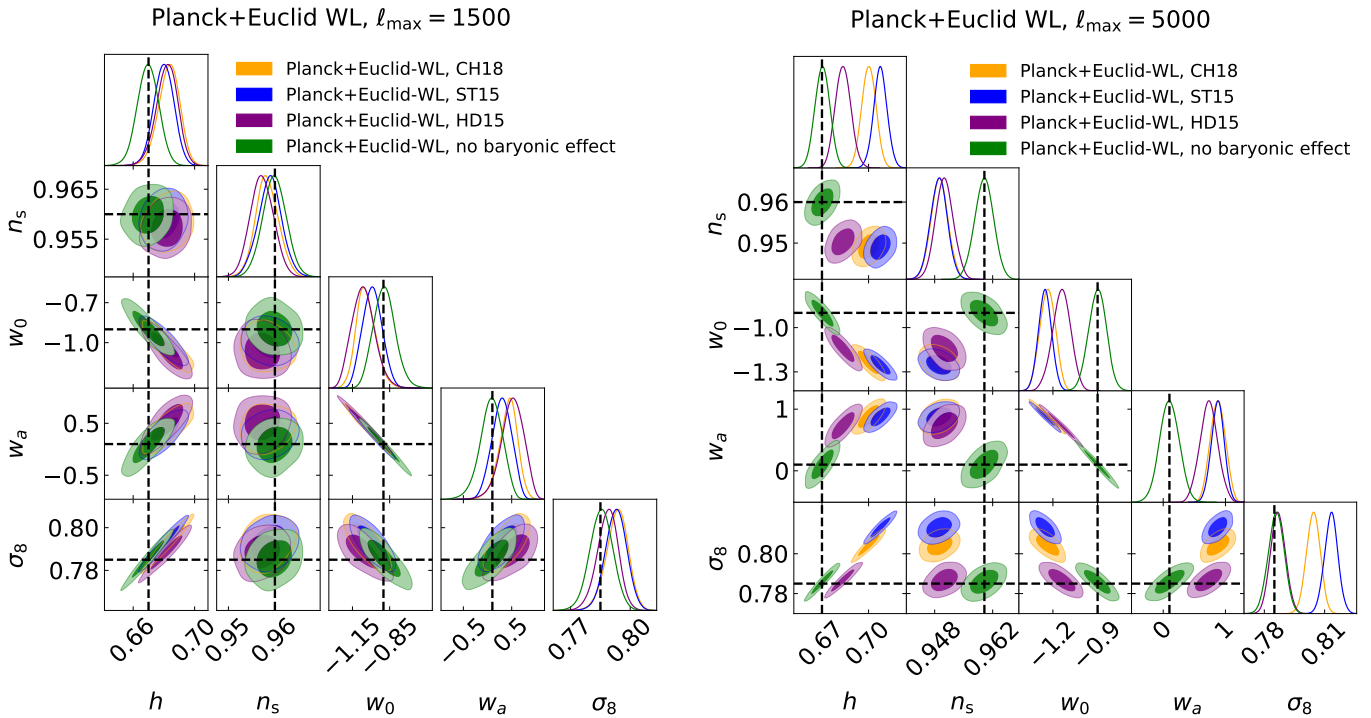 Planck+Euclid WL, ℓmax = 1500
Planck+Euclid-WL, CH18
Planck+Euclid-WL, ST15
Planck+Euclid-WL, HD15
Planck+Euclid-WL, no baryonic effect
0.965
0.955
ns
−0.7
−1.0
w0
0.5
−0.5
wa
0.80
0.78
σ8
0.66 0.70 0.95 0.96 −1.15 −0.85 −0.5 0.5 0.77 0.80
h ns w0 wa σ8
Planck+Euclid WL, ℓmax = 5000
Planck+Euclid-WL, CH18
Planck+Euclid-WL, ST15
Planck+Euclid-WL, HD15
Planck+Euclid-WL, no baryonic effect
0.96
0.95
ns
−1.0
−1.3
w0
1
0
wa
0.80
0.78
σ8
0.67 0.70 0.948 0.962 −1.2 −0.9 0 1 0.78 0.81
h ns w0 wa σ8